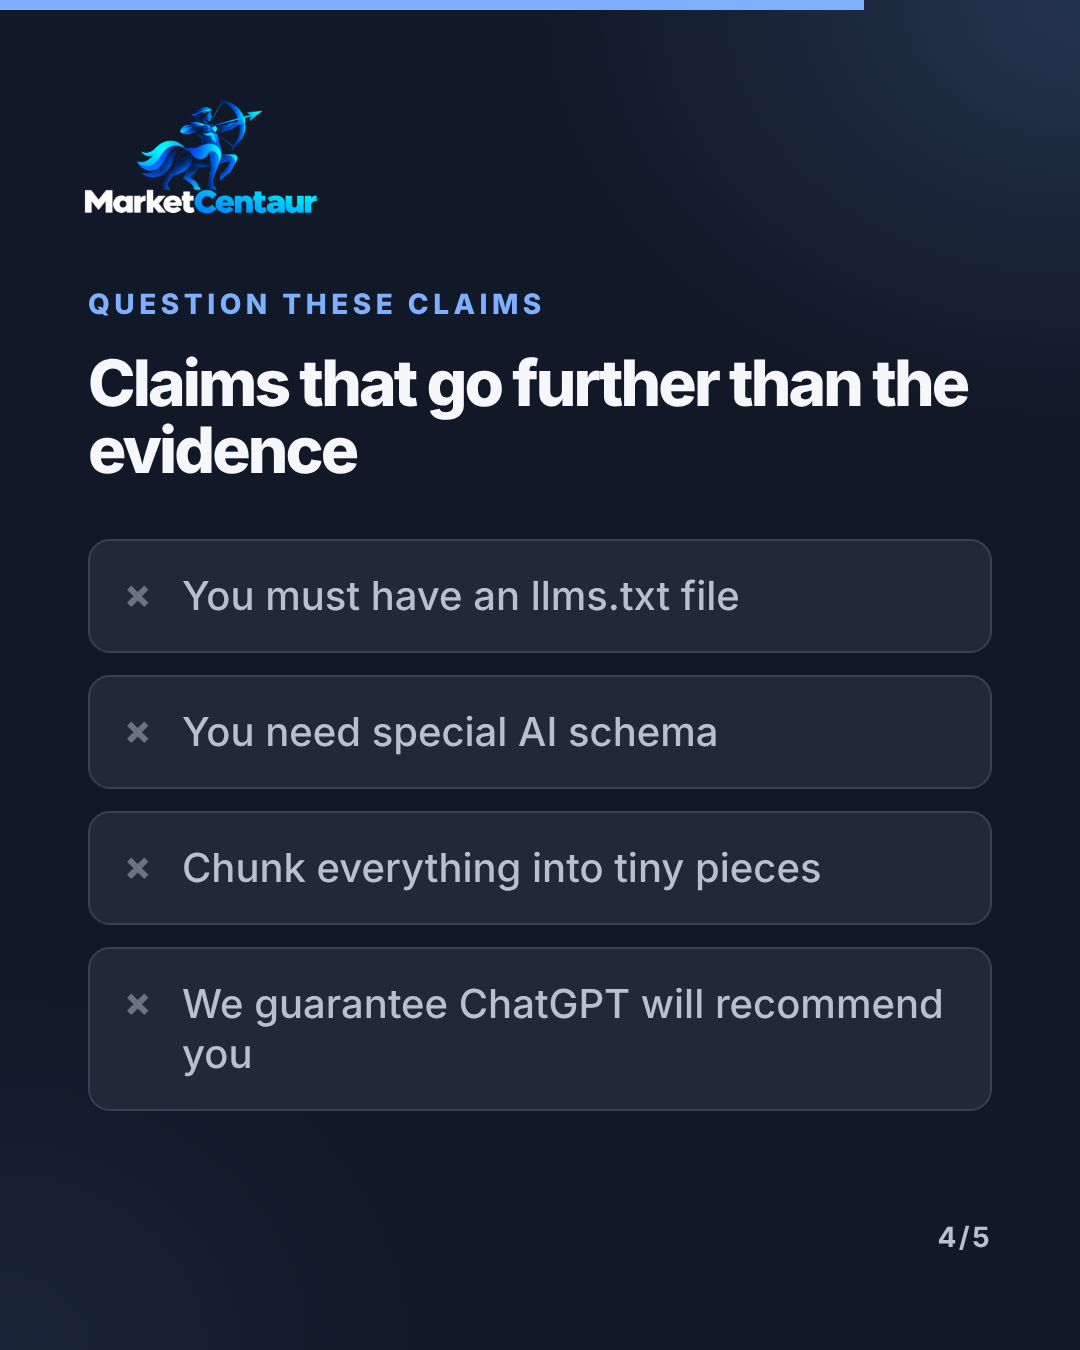 MarketCentaur
QUESTION THESE CLAIMS
Claims that go further than the
evidence
You must have an llms.txt file
You need special AI schema
Chunk everything into tiny pieces
We guarantee ChatGPT will recommend
you
4/5